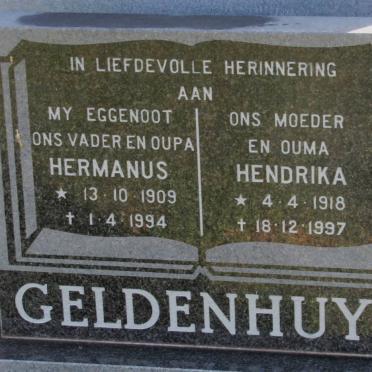 IN LIEFDEVOLLE HERINNERING
AAN
MY EGGENOOT
ONS VADER EN OUPA
HERMANUS
★ 13·10·1909
✝ 1·4·1994
ONS MOEDER
EN OUMA
HENDRIKA
★ 4·4·1918
✝ 18·12·1997
GELDENHUY